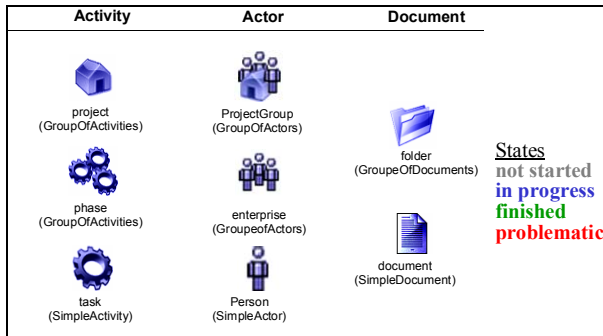 Activity Actor Document
project
(GroupOfActivities)
ProjectGroup
(GroupOfActors)
folder
(GroupeOfDocuments)
phase
(GroupOfActivities)
enterprise
(GroupeofActors)
document
(SimpleDocument)
task
(SimpleActivity)
Person
(SimpleActor)
States
not started
in progress
finished
problematic